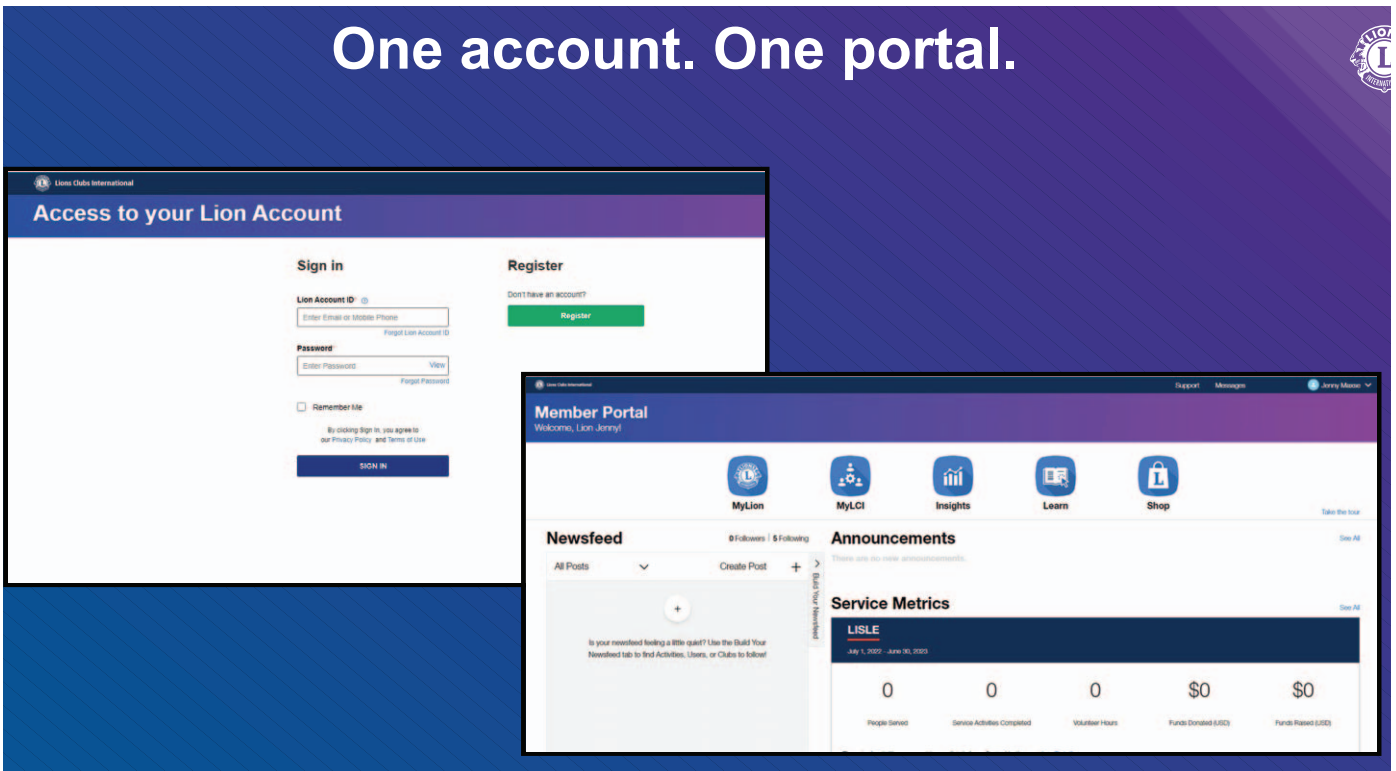 One account. One portal.
Lions Clubs International
Access to your Lion Account
Sign in
Lion Account ID*
Enter Email or Mobile Phone
Forgot Lion Account ID
Password*
Enter Password View
Forgot Password
Remember Me
By clicking Sign In, you agree to
our Privacy Policy and Terms of Use
SIGN IN
Register
Don't have an account?
Register
Lions Clubs International
Support Messages Jenny Masse
Member Portal
Welcome, Lion Jenny!
MyLion MyLCI Insights Learn Shop
Take the tour
Newsfeed 0 Followers | 5 Following
All Posts Create Post +
Build Your Newsfeed
+
Is your newsfeed feeling a little quiet? Use the Build Your
Newsfeed tab to find Activities, Users, or Clubs to follow!
Announcements See All
There are no new announcements.
Service Metrics See All
LISLE
July 1, 2022 - June 30, 2023
0 0 0 $0 $0
People Served Service Activities Completed Volunteer Hours Funds Donated (USD) Funds Raised (USD)